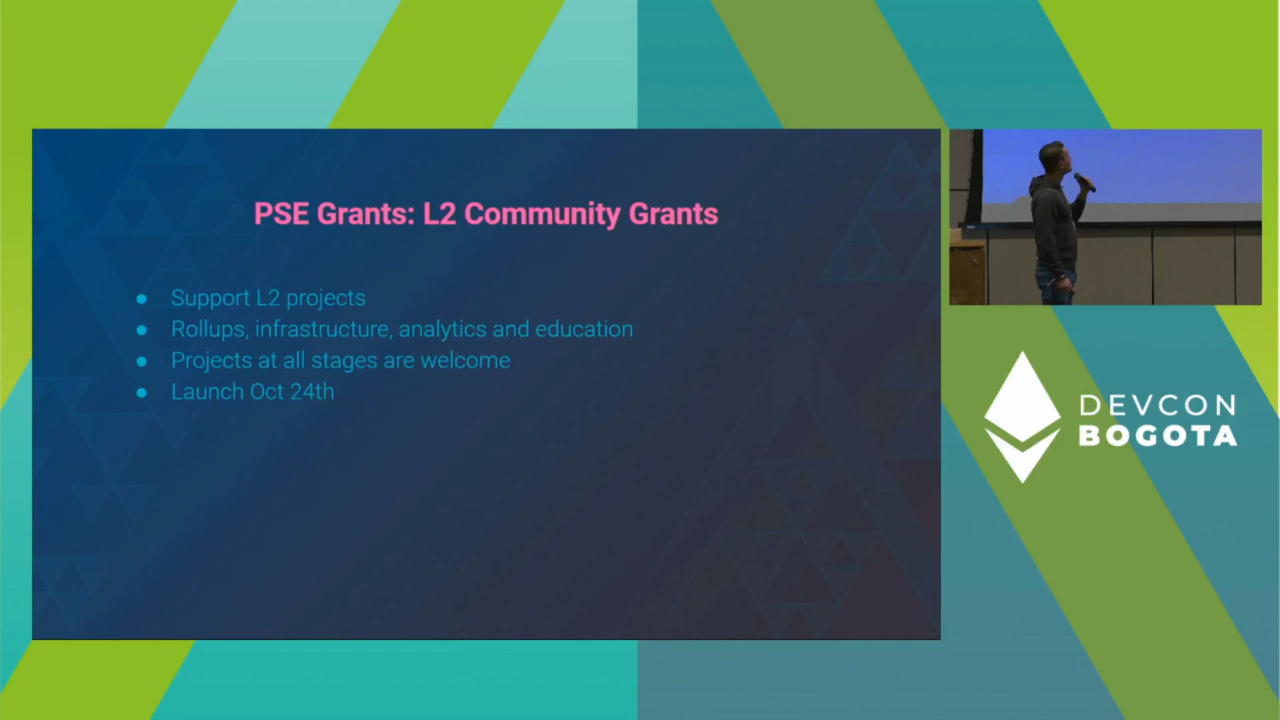 PSE Grants: L2 Community Grants
● Support L2 projects
● Rollups, infrastructure, analytics and education
● Projects at all stages are welcome
● Launch Oct 24th
DEVCON
BOGOTA